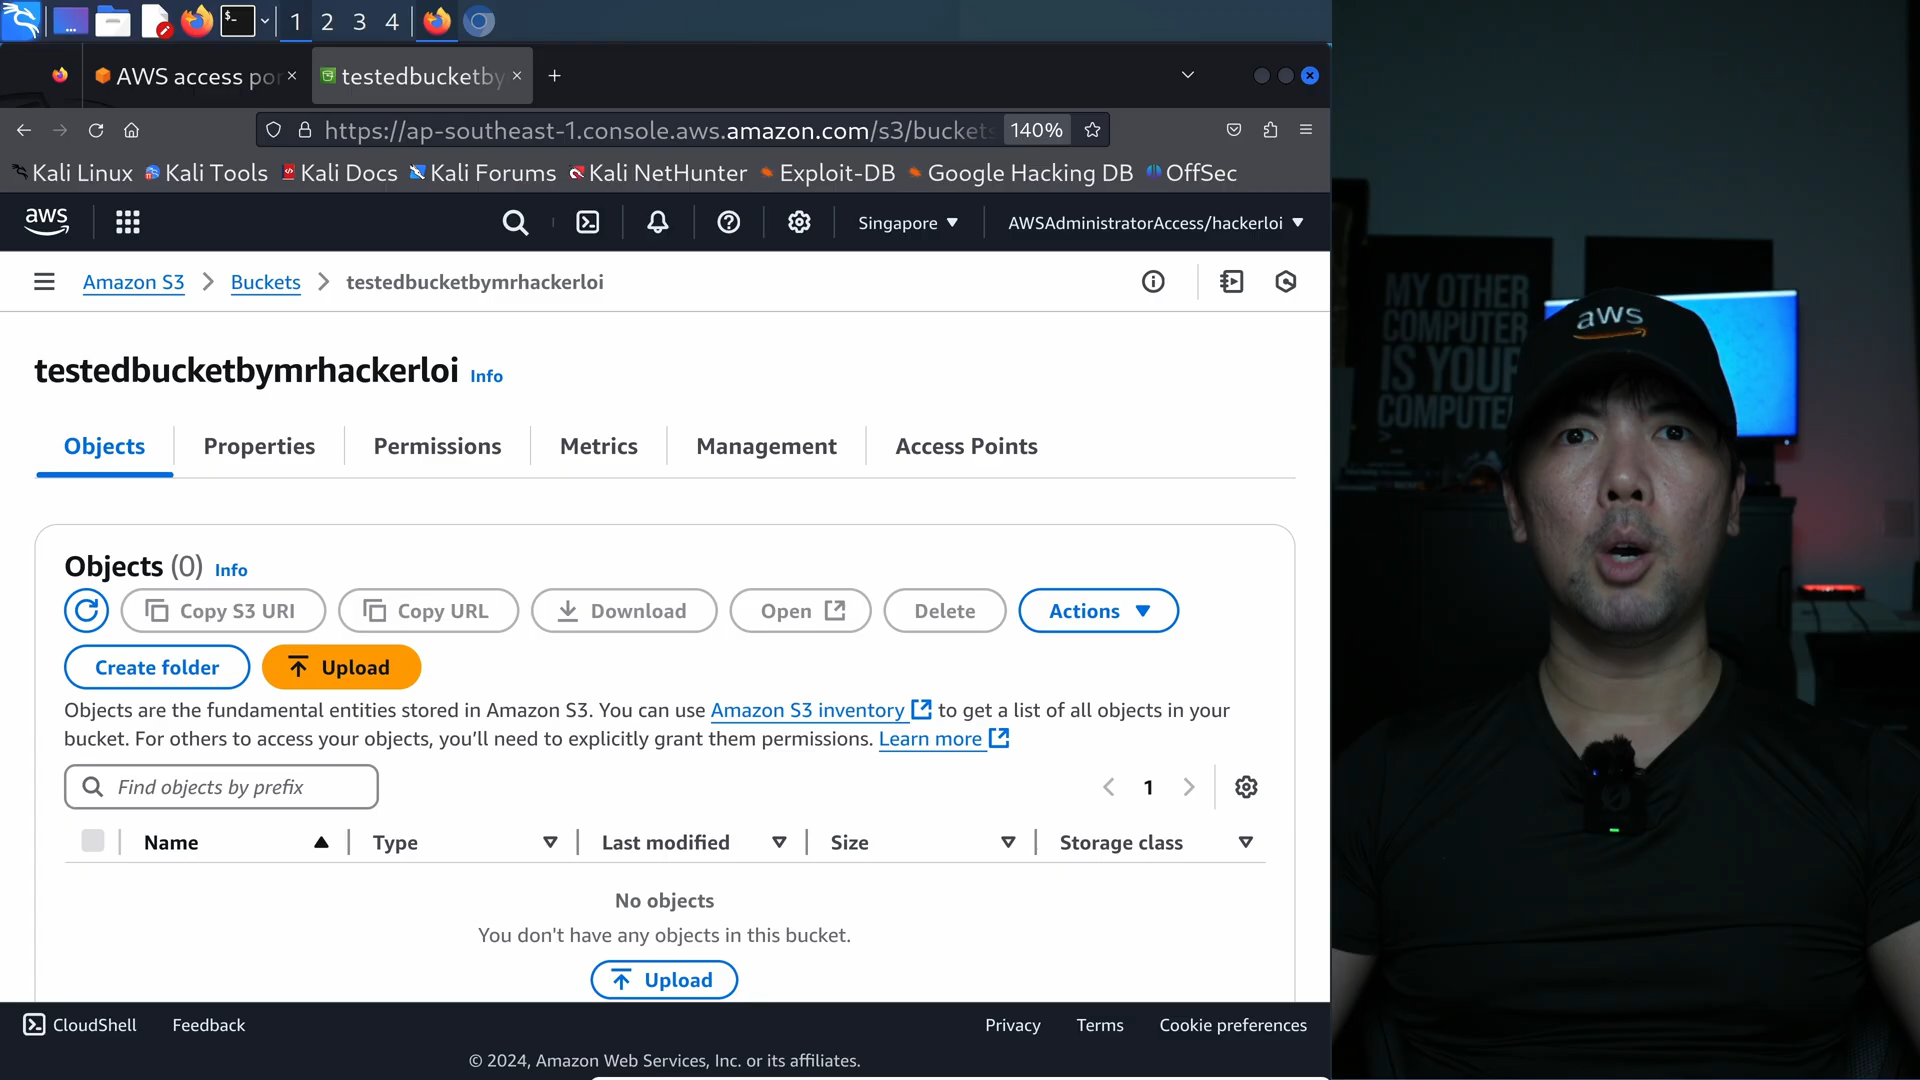 1 2 3 4
AWS access por
testedbucketby
https://ap-southeast-1.console.aws.amazon.com/s3/buckets
140%
Kali Linux Kali Tools Kali Docs Kali Forums Kali NetHunter Exploit-DB Google Hacking DB OffSec
aws
Singapore
AWSAdministratorAccess/hackerloi
Amazon S3 > Buckets > testedbucketbymrhackerloi
testedbucketbymrhackerloi Info
Objects Properties Permissions Metrics Management Access Points
Objects (0) Info
Copy S3 URI Copy URL Download Open Delete Actions
Create folder Upload
Objects are the fundamental entities stored in Amazon S3. You can use Amazon S3 inventory to get a list of all objects in your
bucket. For others to access your objects, you'll need to explicitly grant them permissions. Learn more
Find objects by prefix
1
Name Type Last modified Size Storage class
No objects
You don't have any objects in this bucket.
Upload
CloudShell Feedback Privacy Terms Cookie preferences
© 2024, Amazon Web Services, Inc. or its affiliates.
MY OTHER
COMPUTER
IS YOUR
COMPUTE
aws